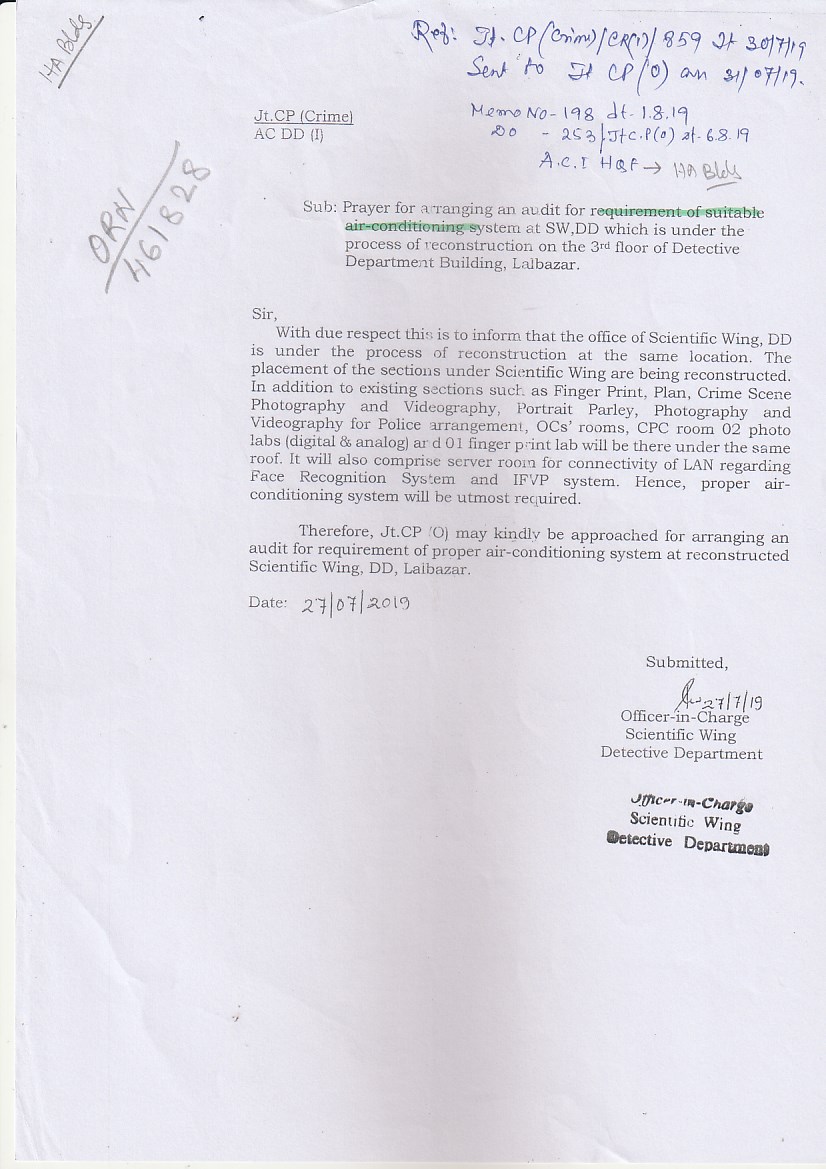 HA Bldg
Ref: Jt. CP (Crime)/CR(I)/859 dt 30/7/19
Sent to Jt CP (O) on 31/07/19.
Jt.CP (Crime)
AC DD (I)
Memo No - 198 dt - 1.8.19
DO - 253/Jt C.P(O) dt- 6.8.19
A.C.I HQF → HA Bldg
ORN
461828
Sub: Prayer for arranging an audit for requirement of suitable
air-conditioning system at SW,DD which is under the
process of reconstruction on the 3rd floor of Detective
Department Building, Lalbazar.
Sir,
With due respect this is to inform that the office of Scientific Wing, DD
is under the process of reconstruction at the same location. The
placement of the sections under Scientific Wing are being reconstructed.
In addition to existing sections such as Finger Print, Plan, Crime Scene
Photography and Videography, Portrait Parley, Photography and
Videography for Police arrangement, OCs' rooms, CPC room 02 photo
labs (digital & analog) and 01 finger print lab will be there under the same
roof. It will also comprise server room for connectivity of LAN regarding
Face Recognition System and IFVP system. Hence, proper air-
conditioning system will be utmost required.
Therefore, Jt.CP (O) may kindly be approached for arranging an
audit for requirement of proper air-conditioning system at reconstructed
Scientific Wing, DD, Lalbazar.
Date: 27/07/2019
Submitted,
27/7/19
Officer-in-Charge
Scientific Wing
Detective Department
Officer-in-Charge
Scientific Wing
Detective Department